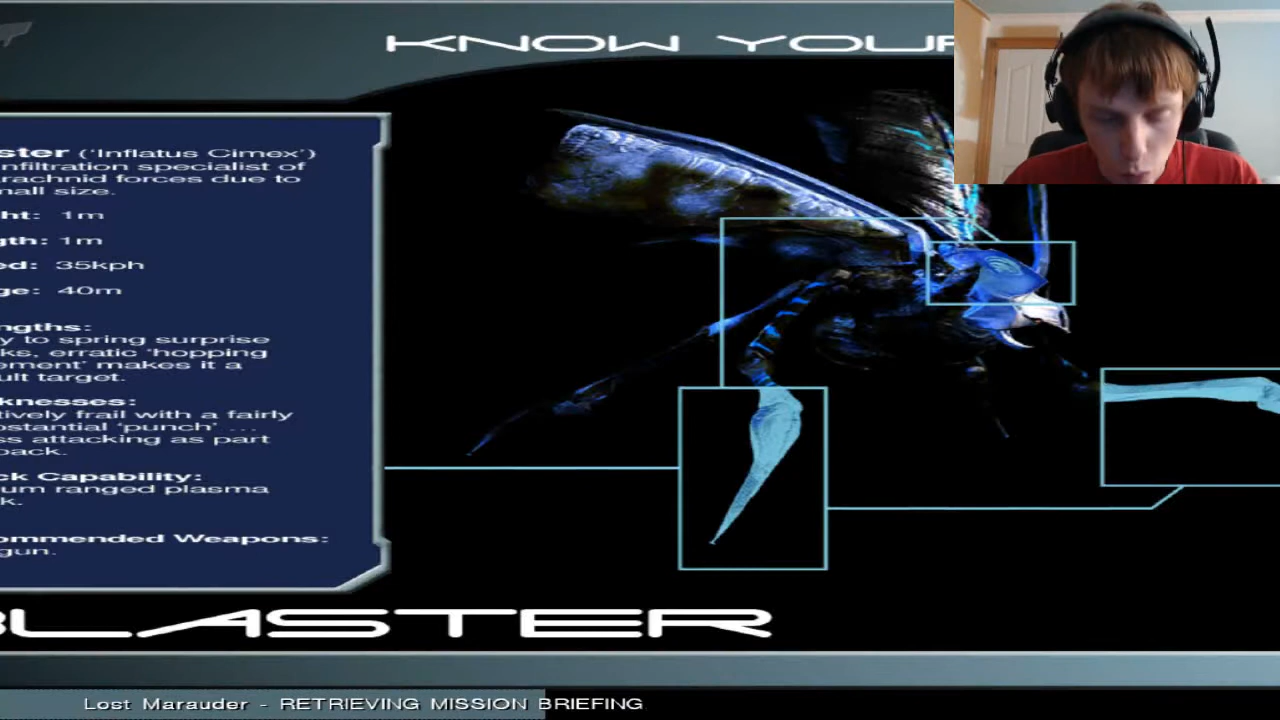 KNOW YOUR
ster ('Inflatus Cimex')
nfiltration specialist of
rachnid forces due to
mall size.
ht: 1m
gth: 1m
ed: 35kph
ge: 40m
ngths:
y to spring surprise
ks, erratic 'hopping
ement' makes it a
ult target.
knesses:
tively frail with a fairly
bstantial 'punch' ...
ss attacking as part
pack.
ck Capability:
um ranged plasma
k.
ommended Weapons:
gun.
BLASTER
Lost Marauder - RETRIEVING MISSION BRIEFING